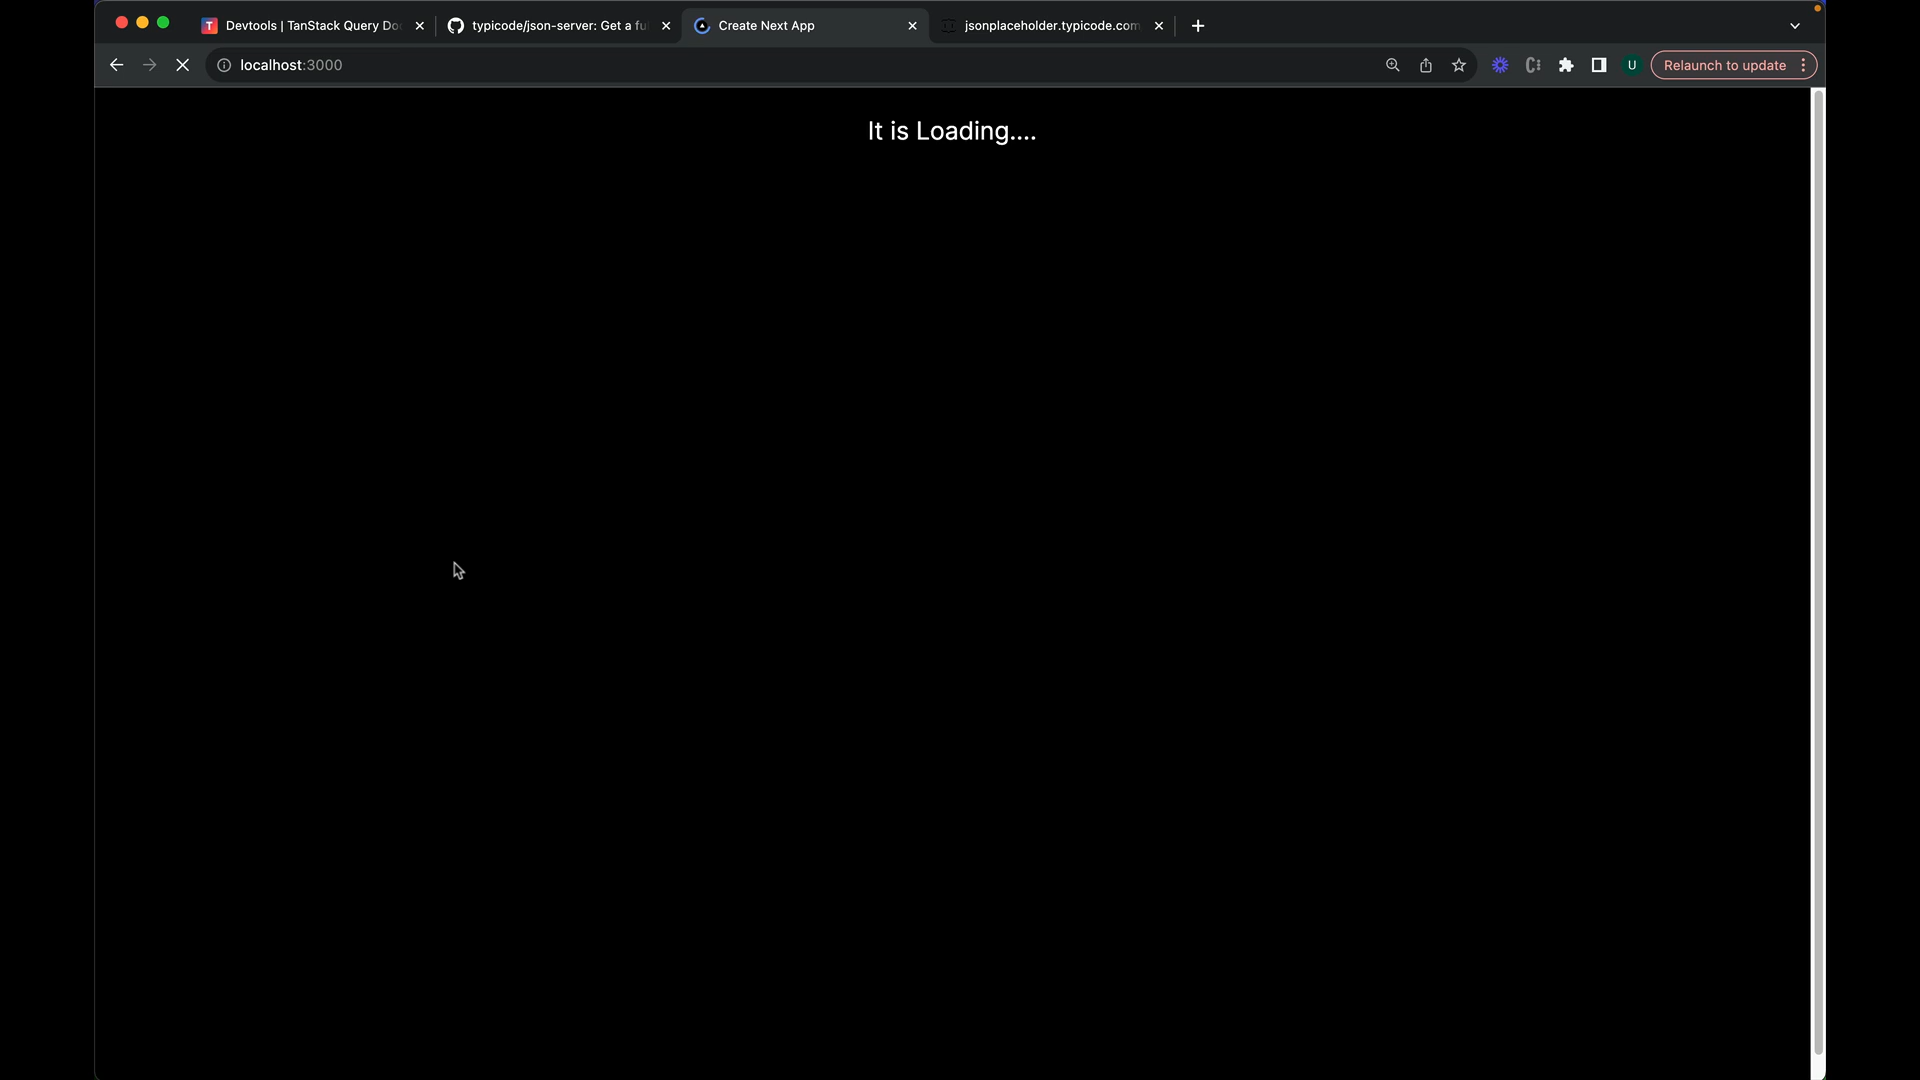 Devtools | TanStack Query Do
typicode/json-server: Get a fu
Create Next App
jsonplaceholder.typicode.com
localhost:3000
U
Relaunch to update
It is Loading....